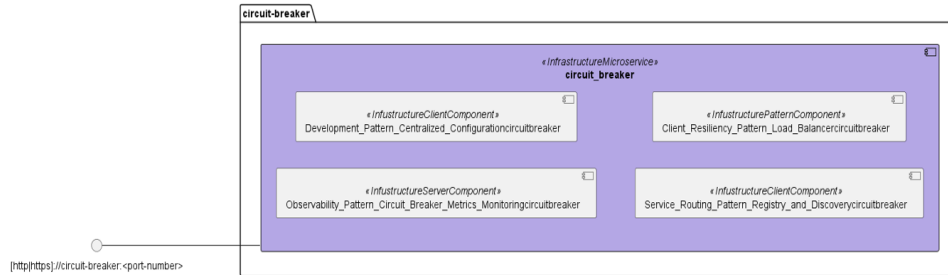 circuit-breaker
«InfrastructureMicroservice»
circuit_breaker
«InfustructureClientComponent»
Development_Pattern_Centralized_Configurationcircuitbreaker
«InfustructurePatternComponent»
Client_Resiliency_Pattern_Load_Balancercircuitbreaker
«InfustructureServerComponent»
Observability_Pattern_Circuit_Breaker_Metrics_Monitoringcircuitbreaker
«InfustructureClientComponent»
Service_Routing_Pattern_Registry_and_Discoverycircuitbreaker
[http|https]://circuit-breaker:<port-number>